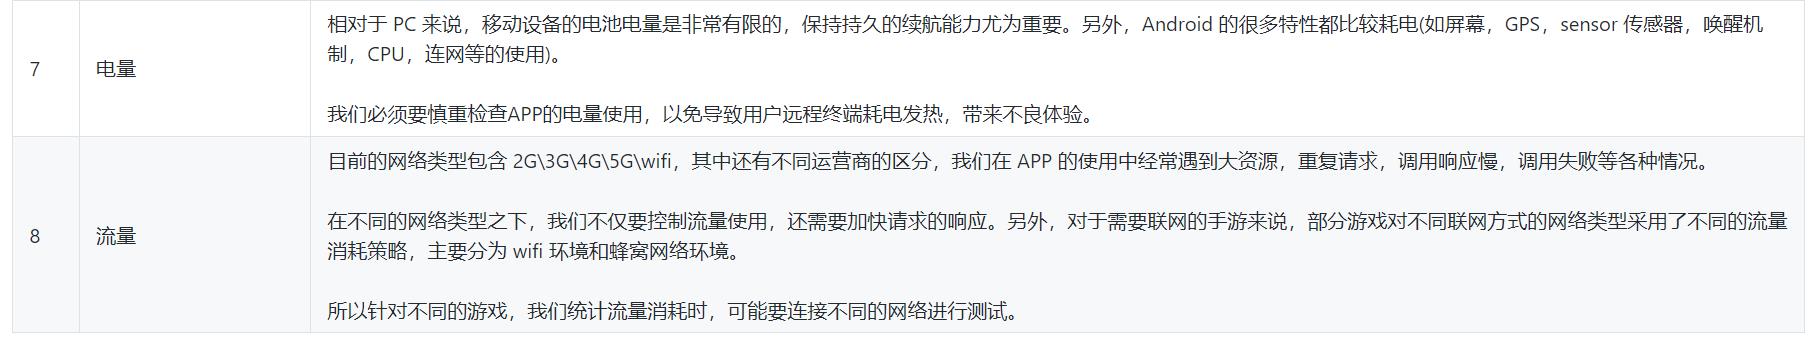 相对于 PC 来说，移动设备的电池电量是非常有限的，保持持久的续航能力尤为重要。另外，Android 的很多特性都比较耗电(如屏幕，GPS，sensor 传感器，唤醒机
制，CPU，连网等的使用)。
7
电量
我们必须要慎重检查APP的电量使用，以免导致用户远程终端耗电发热，带来不良体验。
目前的网络类型包含 2G\3G\4G\5G\wifi，其中还有不同运营商的区分，我们在 APP 的使用中经常遇到大资源，重复请求，调用响应慢，调用失败等各种情况。
在不同的网络类型之下，我们不仅要控制流量使用，还需要加快请求的响应。另外，对于需要联网的手游来说，部分游戏对不同联网方式的网络类型采用了不同的流量
8
流量
消耗策略，主要分为 wifi 环境和蜂窝网络环境。
所以针对不同的游戏，我们统计流量消耗时，可能要连接不同的网络进行测试。